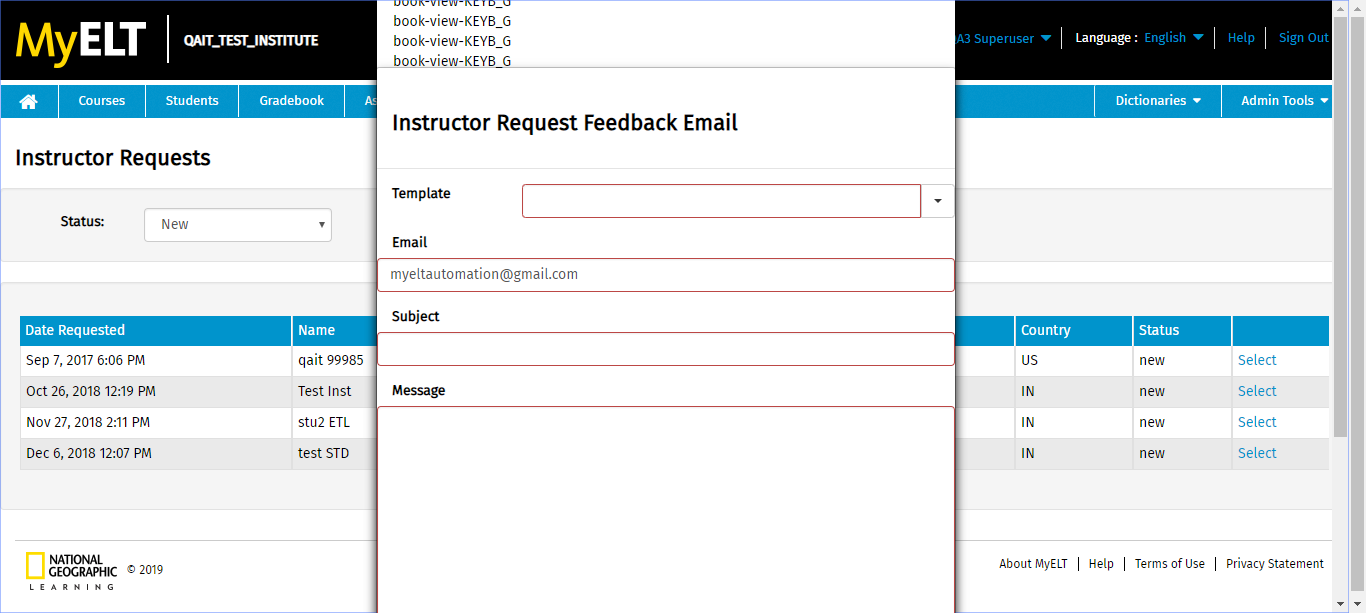 book-view-KEYB_G
book-view-KEYB_G
book-view-KEYB_G
book-view-KEYB_G
MyELT QAIT_TEST_INSTITUTE
QA3 Superuser Language : English Help Sign Out
Courses Students Gradebook As
Dictionaries Admin Tools
Instructor Requests
Status: New
Instructor Request Feedback Email
Template
Email
myeltautomation@gmail.com
Subject
Message
Date Requested Name Country Status
Sep 7, 2017 6:06 PM qait 99985 US new Select
Oct 26, 2018 12:19 PM Test Inst IN new Select
Nov 27, 2018 2:11 PM stu2 ETL IN new Select
Dec 6, 2018 12:07 PM test STD IN new Select
NATIONAL
GEOGRAPHIC
LEARNING
© 2019
About MyELT Help Terms of Use Privacy Statement